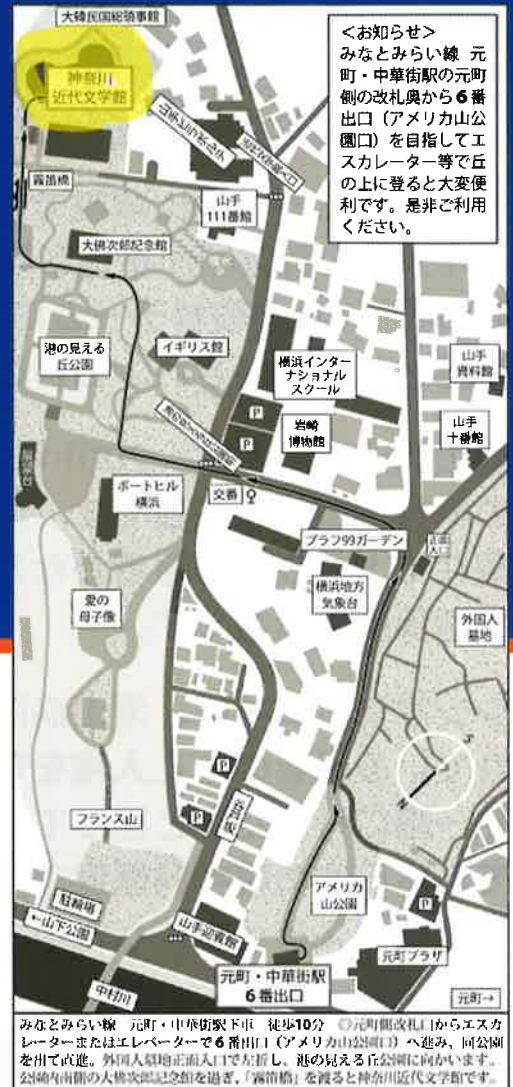 大韓民国総領事館
神奈川
近代文学館
<お知らせ>
みなとみらい線 元
町・中華街駅の元町
側の改札奥から6番
出口（アメリカ山公
園口）を目指してエ
スカレーター等で丘
の上に登ると大変便
利です。是非ご利用
ください。
霧笛橋
山手
111番館
大佛次郎記念館
港の見える
丘公園
イギリス館
横浜インター
ナショナル
スクール
山手
資料館
P
P
岩崎
博物館
山手
十番館
展望台
ポートヒル
横浜
交番
ブラフ99ガーデン
正面
入口
愛の
母子像
横浜地方
気象台
外国人
墓地
S
N
P
谷戸坂
フランス山
P
アメリカ
山公園
P
駐輪場
←山下公園
山手迎賓館
元町プラザ
中村川
元町・中華街駅
6番出口
元町→
みなとみらい線 元町・中華街駅下車 徒歩10分 ◎元町側改札口からエスカ
レーターまたはエレベーターで6番出口（アメリカ山公園口）へ進み、同公園
を出て直進。外国人墓地正面入口で左折し、港の見える丘公園に向かいます。
公園内南側の大佛次郎記念館を過ぎ、「霧笛橋」を渡ると神奈川近代文学館です。